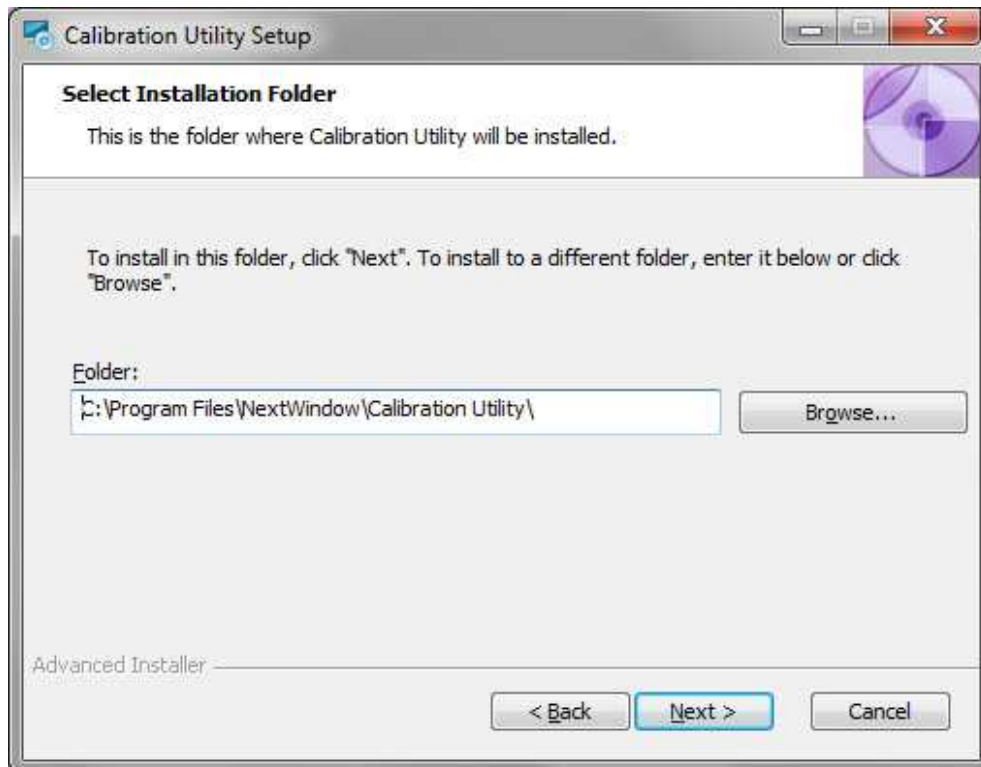 Calibration Utility Setup
Select Installation Folder
This is the folder where Calibration Utility will be installed.
To install in this folder, click "Next". To install to a different folder, enter it below or click
"Browse".
Folder:
C:\Program Files\NextWindow\Calibration Utility\
Browse...
Advanced Installer
< Back
Next >
Cancel